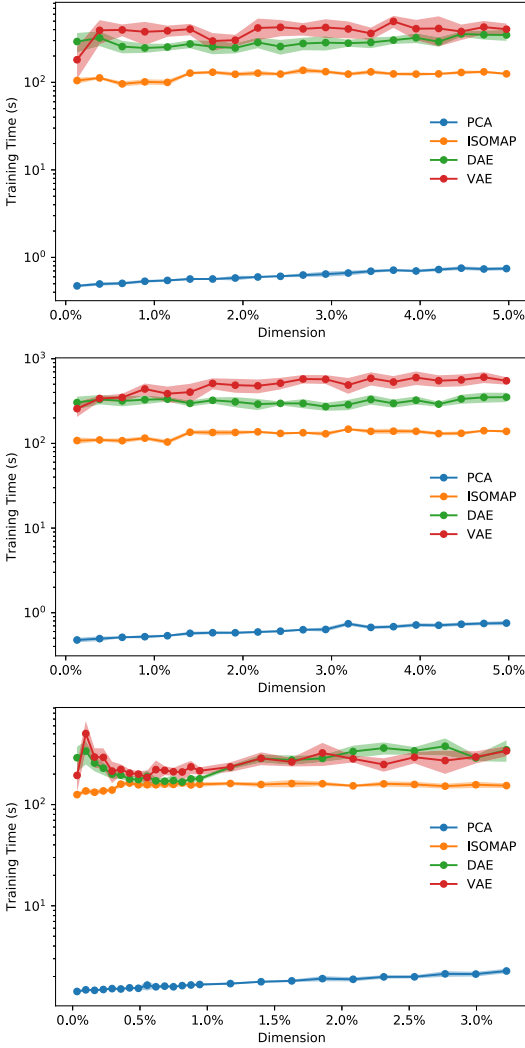 Training Time (s)
10^2
10^1
10^0
PCA
ISOMAP
DAE
VAE
0.0% 1.0% 2.0% 3.0% 4.0% 5.0%
Dimension
Training Time (s)
10^3
10^2
10^1
10^0
PCA
ISOMAP
DAE
VAE
0.0% 1.0% 2.0% 3.0% 4.0% 5.0%
Dimension
Training Time (s)
10^2
10^1
PCA
ISOMAP
DAE
VAE
0.0% 0.5% 1.0% 1.5% 2.0% 2.5% 3.0%
Dimension